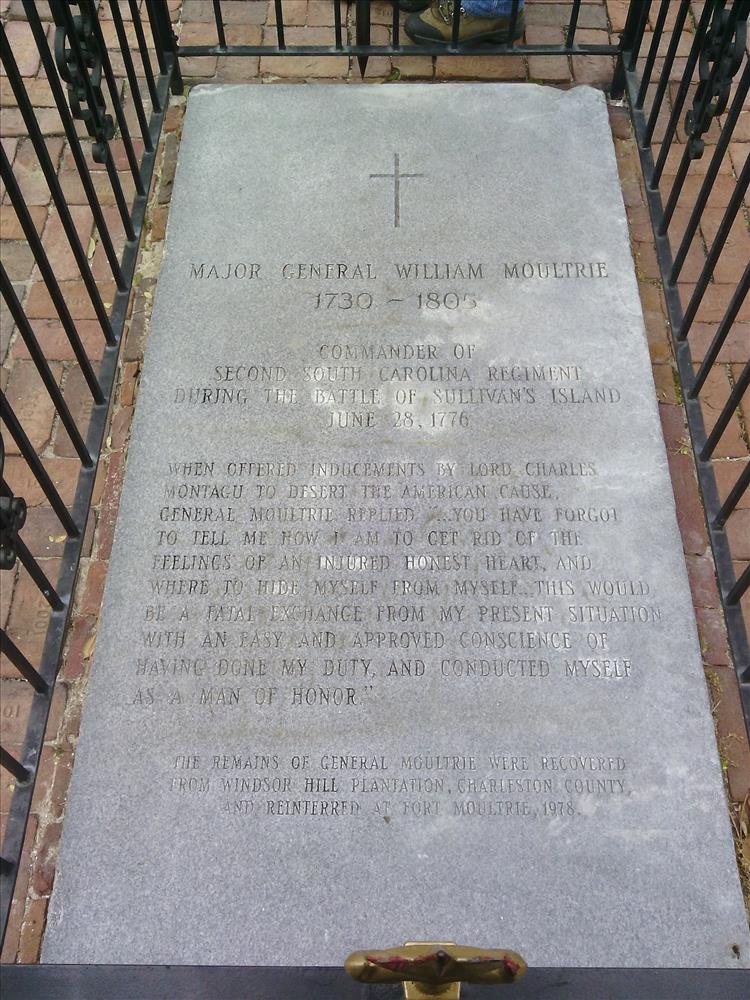 MAJOR GENERAL WILLIAM MOULTRIE
1730 - 1805
COMMANDER OF
SECOND SOUTH CAROLINA REGIMENT
DURING THE BATTLE OF SULLIVAN'S ISLAND
JUNE 28, 1776
WHEN OFFERED INDUCEMENTS BY LORD CHARLES
MONTAGU TO DESERT THE AMERICAN CAUSE,
GENERAL MOULTRIE REPLIED "...YOU HAVE FORGOT
TO TELL ME HOW I AM TO GET RID OF THE
FEELINGS OF AN INJURED HONEST HEART, AND
WHERE TO HIDE MYSELF FROM MYSELF...THIS WOULD
BE A FATAL EXCHANGE FROM MY PRESENT SITUATION
WITH AN EASY AND APPROVED CONSCIENCE OF
HAVING DONE MY DUTY, AND CONDUCTED MYSELF
AS A MAN OF HONOR."
THE REMAINS OF GENERAL MOULTRIE WERE RECOVERED
FROM WINDSOR HILL PLANTATION, CHARLESTON COUNTY,
AND REINTERRED AT FORT MOULTRIE, 1978.